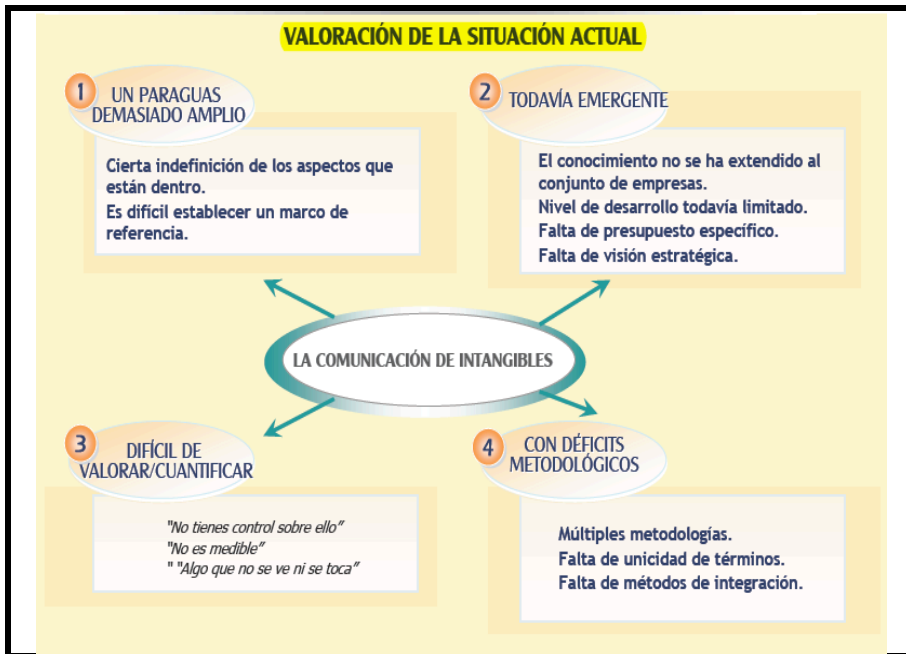 VALORACIÓN DE LA SITUACIÓN ACTUAL
1
UN PARAGUAS
DEMASIADO AMPLIO
Cierta indefinición de los aspectos que
están dentro.
Es difícil establecer un marco de
referencia.
2
TODAVÍA EMERGENTE
El conocimiento no se ha extendido al
conjunto de empresas.
Nivel de desarrollo todavía limitado.
Falta de presupuesto específico.
Falta de visión estratégica.
LA COMUNICACIÓN DE INTANGIBLES
3
DIFÍCIL DE
VALORAR/CUANTIFICAR
"No tienes control sobre ello"
"No es medible"
" "Algo que no se ve ni se toca"
4
CON DÉFICITS
METODOLÓGICOS
Múltiples metodologías.
Falta de unicidad de términos.
Falta de métodos de integración.